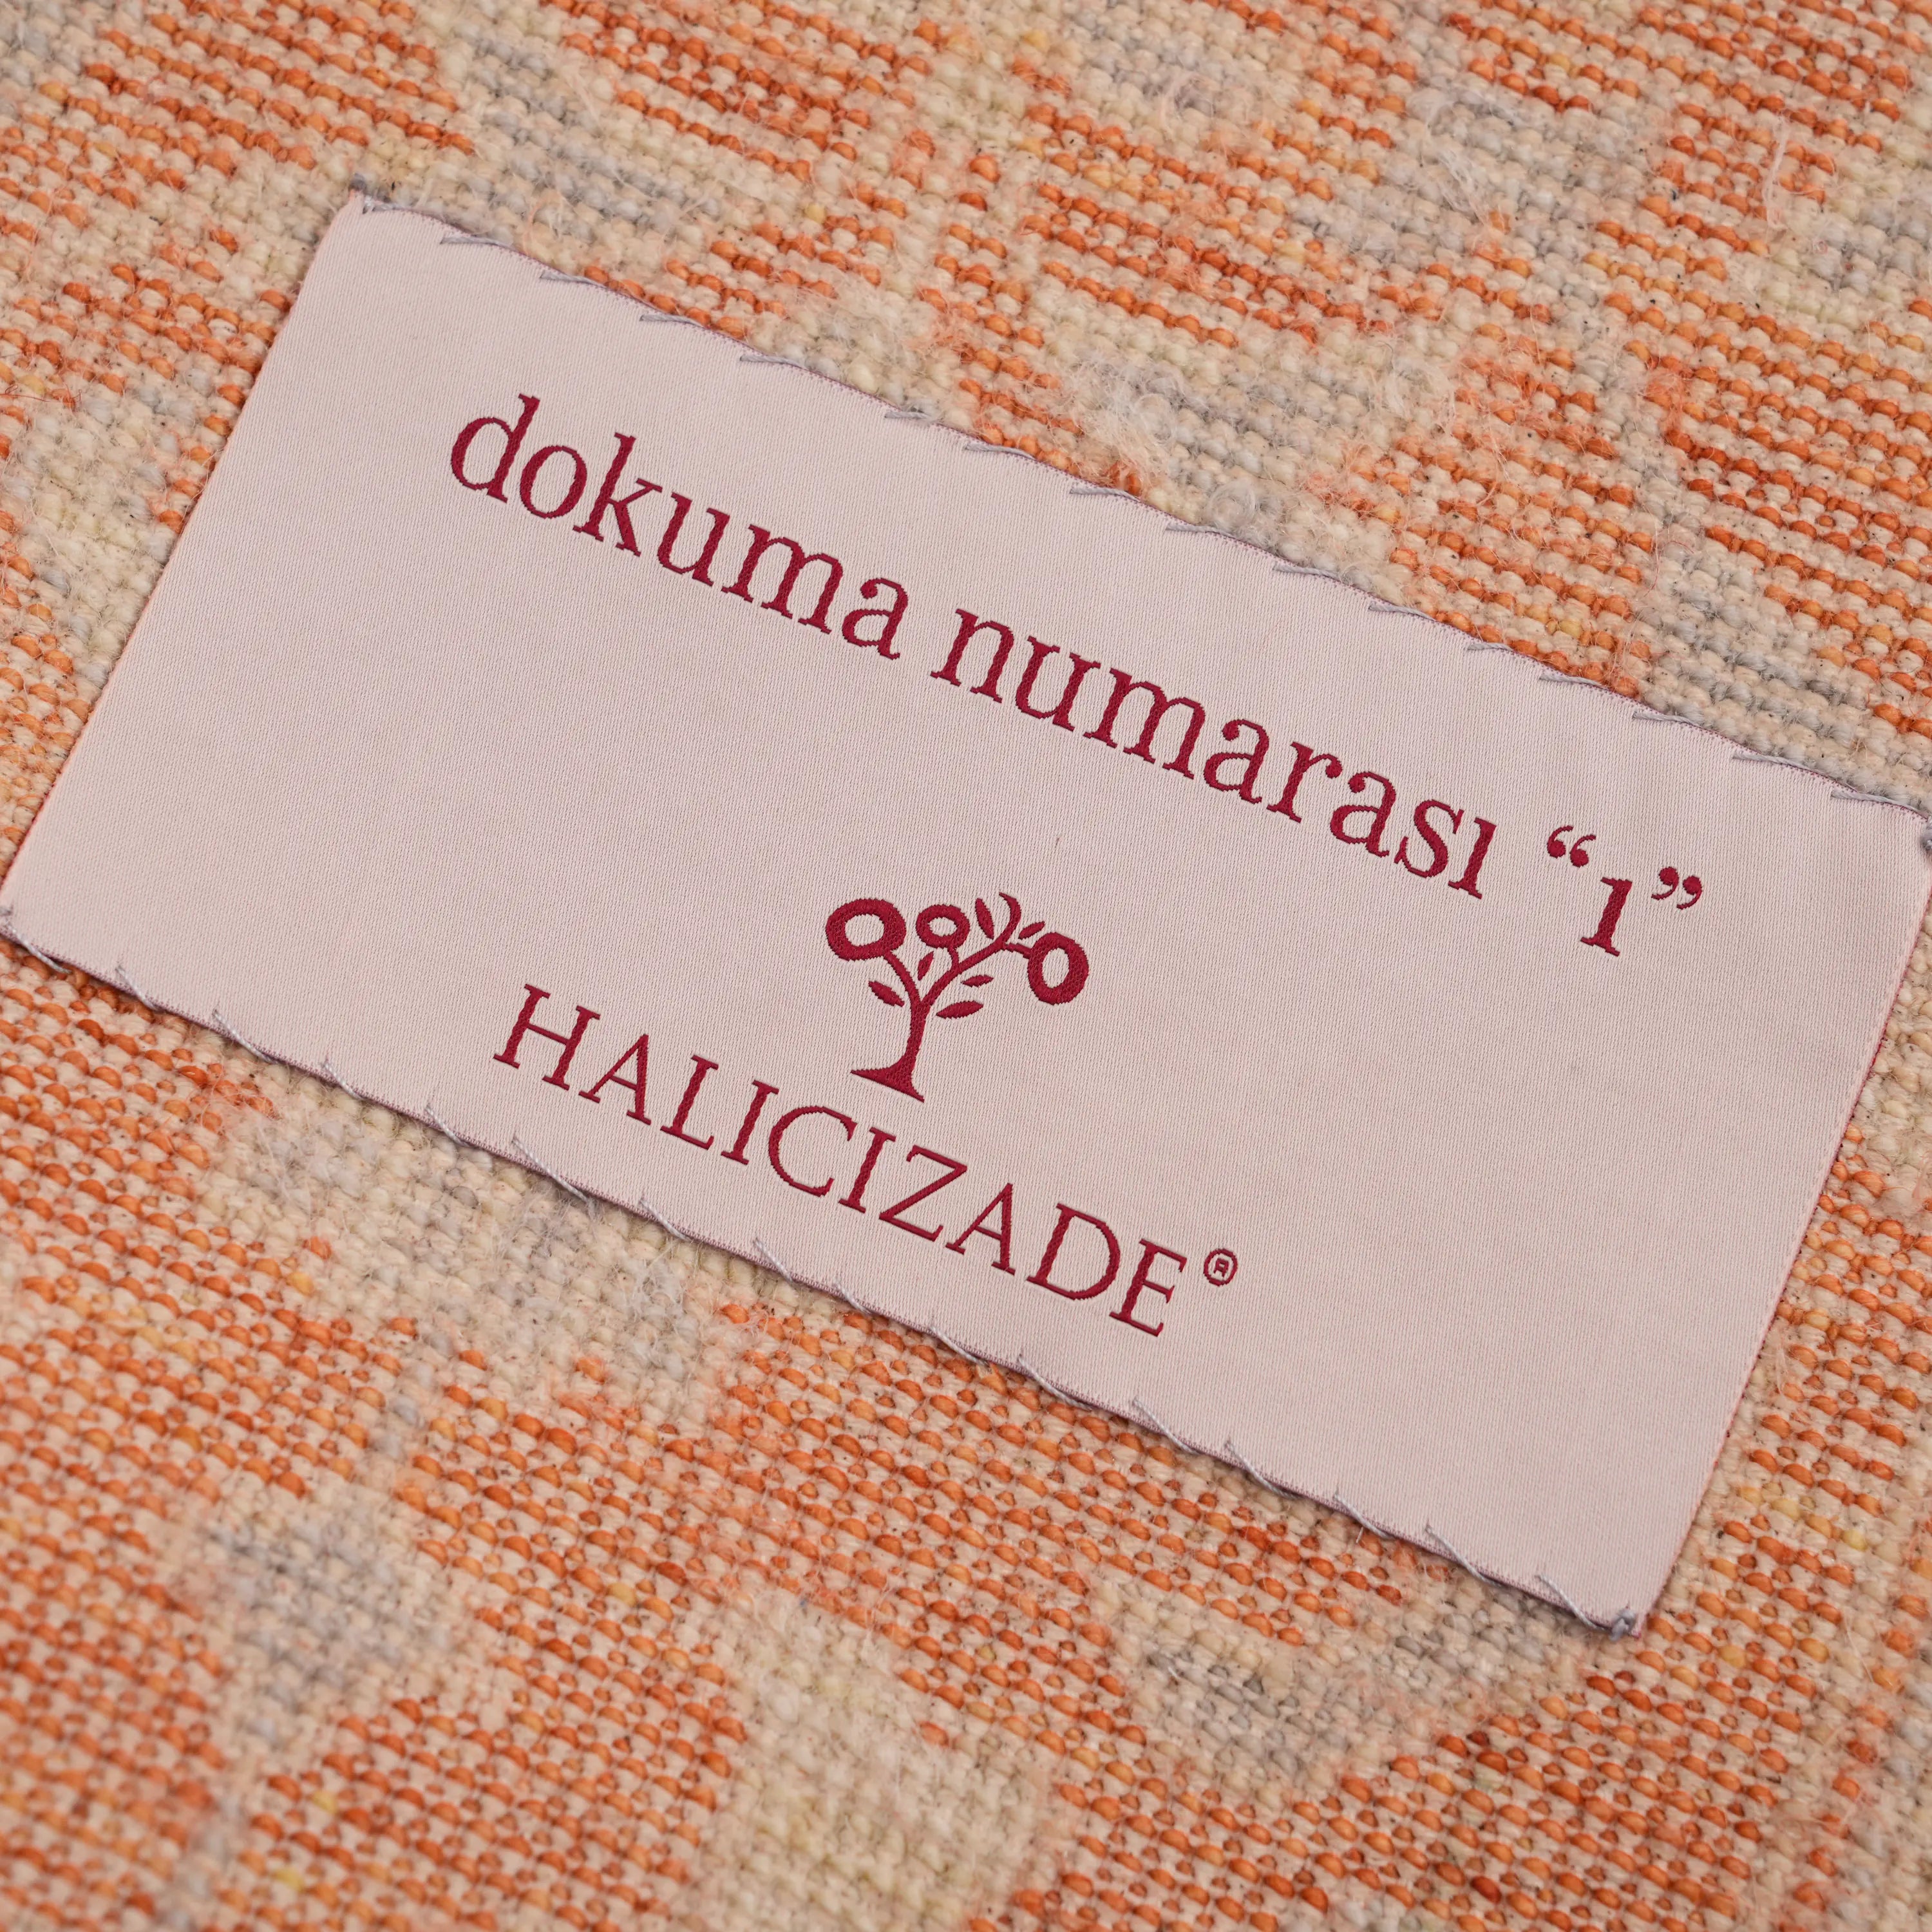 dokuma numarası “1”
HALICIZADE®